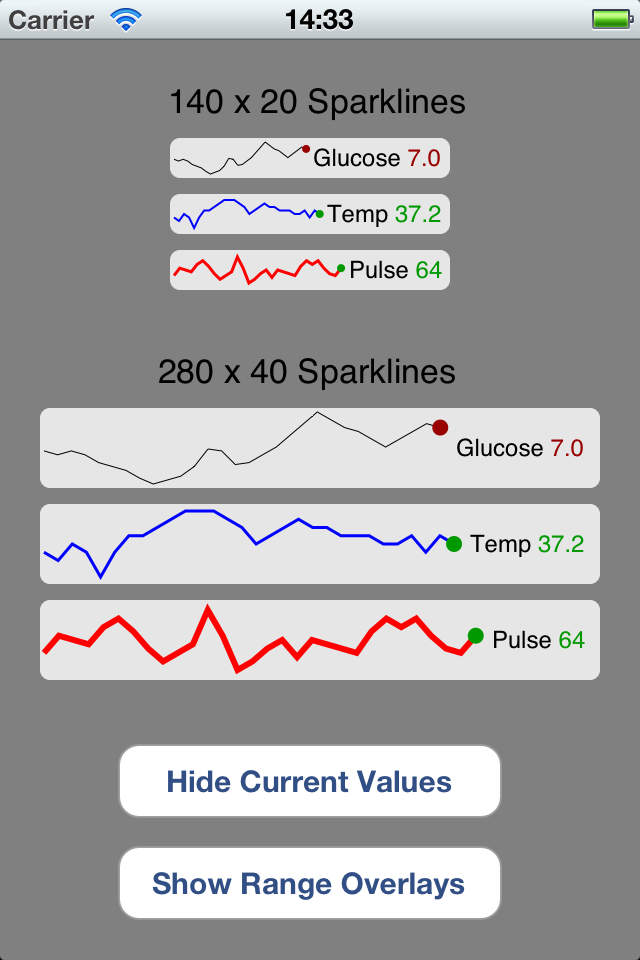 Carrier 14:33
140 x 20 Sparklines
Glucose 7.0
Temp 37.2
Pulse 64
280 x 40 Sparklines
Glucose 7.0
Temp 37.2
Pulse 64
Hide Current Values
Show Range Overlays